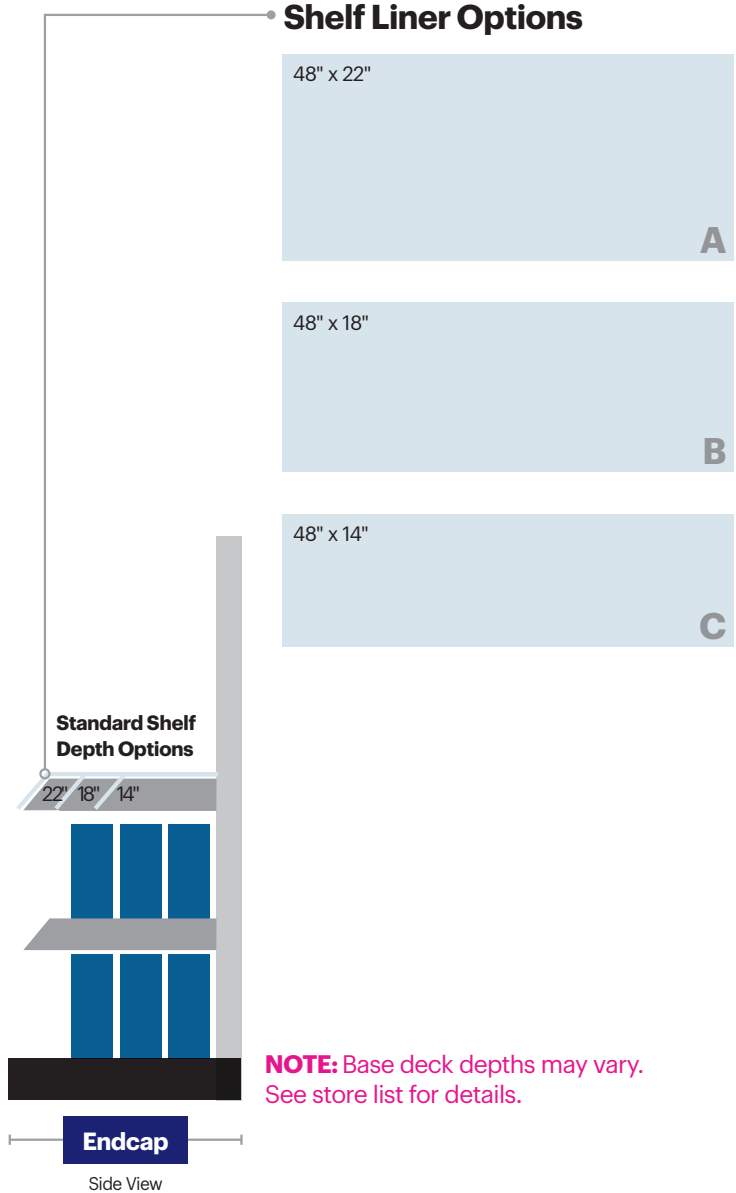 Shelf Liner Options
48" x 22"
A
48" x 18"
B
48" x 14"
C
Standard Shelf
Depth Options
22" 18" 14"
NOTE: Base deck depths may vary.
See store list for details.
Endcap
Side View